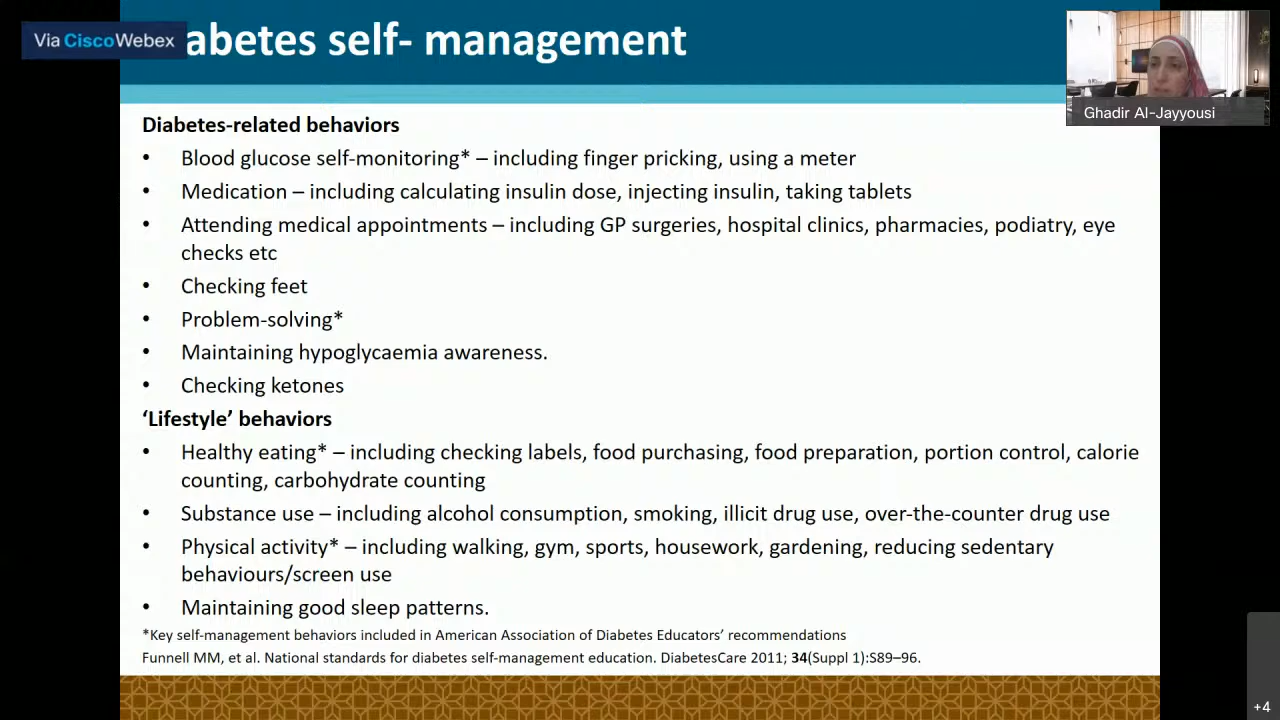 Via CiscoWebex
abetes self- management
Ghadir Al-Jayyousi
Diabetes-related behaviors
• Blood glucose self-monitoring* – including finger pricking, using a meter
• Medication – including calculating insulin dose, injecting insulin, taking tablets
• Attending medical appointments – including GP surgeries, hospital clinics, pharmacies, podiatry, eye
checks etc
• Checking feet
• Problem-solving*
• Maintaining hypoglycaemia awareness.
• Checking ketones
‘Lifestyle’ behaviors
• Healthy eating* – including checking labels, food purchasing, food preparation, portion control, calorie
counting, carbohydrate counting
• Substance use – including alcohol consumption, smoking, illicit drug use, over-the-counter drug use
• Physical activity* – including walking, gym, sports, housework, gardening, reducing sedentary
behaviours/screen use
• Maintaining good sleep patterns.
*Key self-management behaviors included in American Association of Diabetes Educators’ recommendations
Funnell MM, et al. National standards for diabetes self-management education. DiabetesCare 2011; 34(Suppl 1):S89–96.
+4